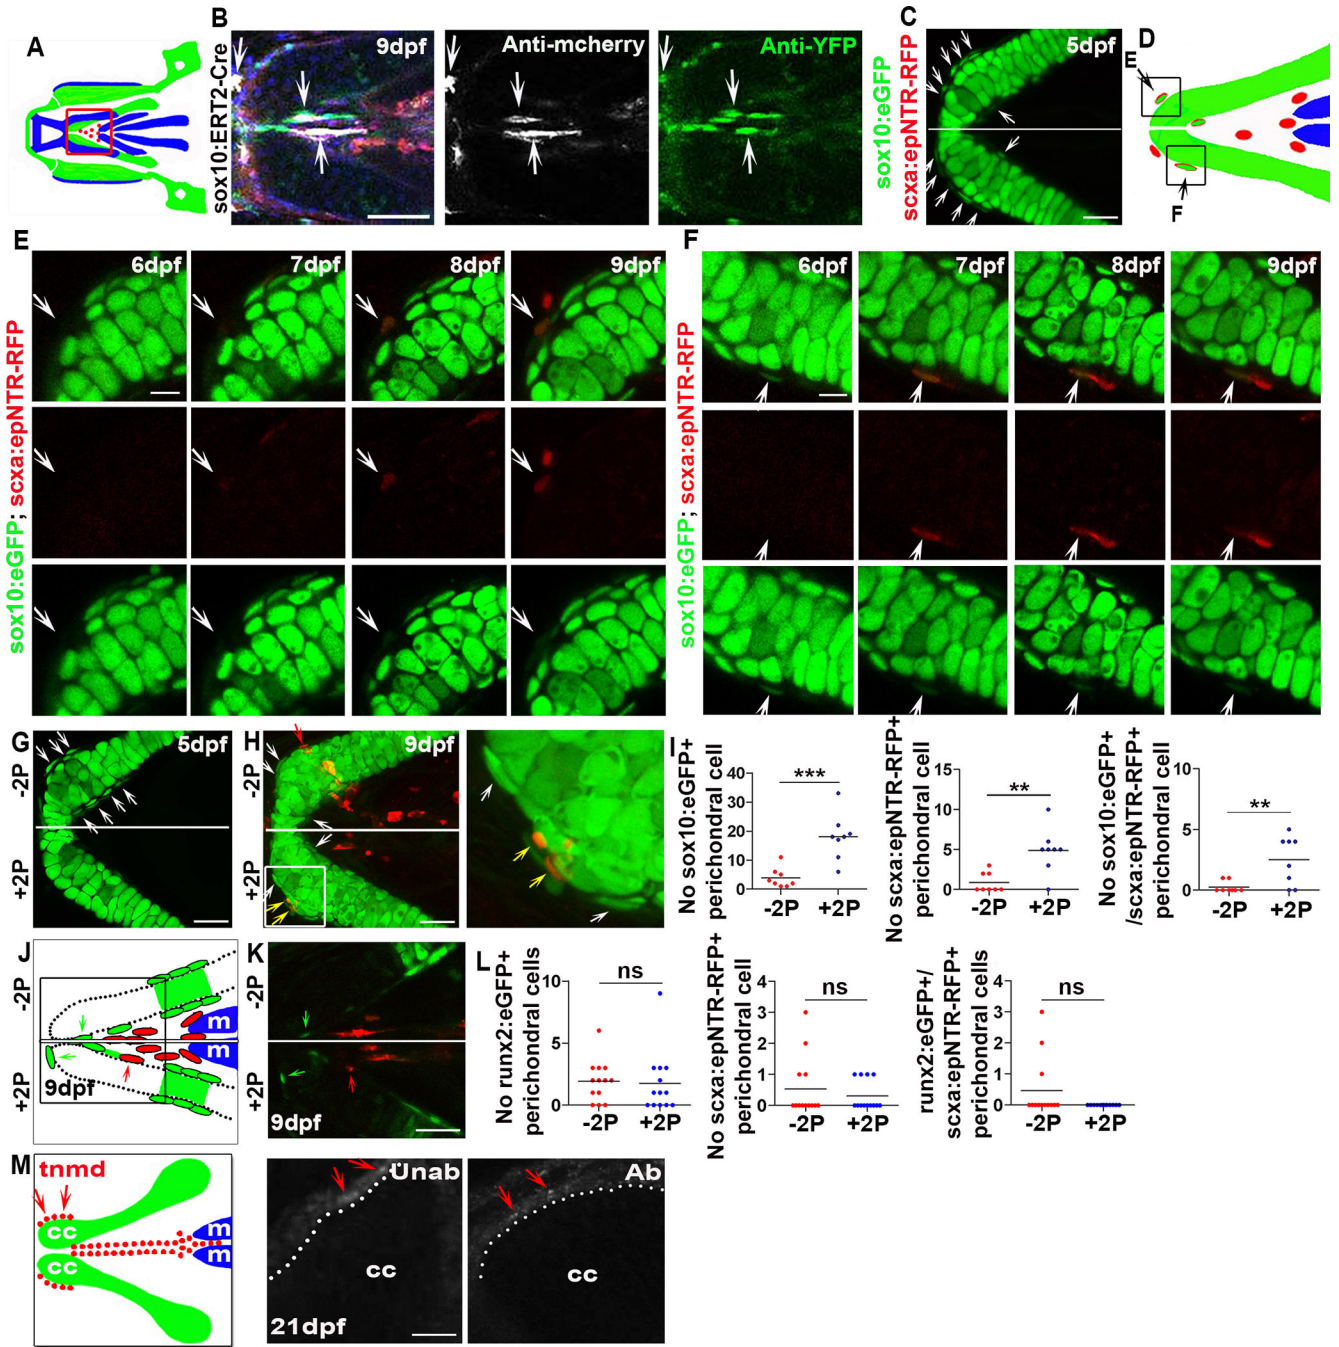 A
B
sox10:ERT2-Cre
9dpf
Anti-mcherry
Anti-YFP
C
sox10:eGFP
scxa:epNTR-RFP
5dpf
D
E
F
E
sox10:eGFP; scxa:epNTR-RFP
6dpf
7dpf
8dpf
9dpf
F
sox10:eGFP; scxa:epNTR-RFP
6dpf
7dpf
8dpf
9dpf
G
-2P
+2P
5dpf
H
-2P
+2P
9dpf
I
No sox10:eGFP+
perichondral cell
40
30
20
10
0
***
-2P
+2P
No scxa:epNTR-RFP+
perichondral cell
15
10
5
0
**
-2P
+2P
No sox10:eGFP+
/scxa:epNTR-RFP+
perichondral cell
10
5
0
**
-2P
+2P
J
-2P
+2P
m
m
9dpf
K
-2P
+2P
9dpf
L
No runx2:eGFP+
perichondral cells
10
5
0
ns
-2P
+2P
No scxa:epNTR-RFP+
perichondral cell
4
3
2
1
0
ns
-2P
+2P
runx2:eGFP+/
scxa:epNTR-RFP+
perichondral cells
4
3
2
1
0
ns
-2P
+2P
M
tnmd
cc
cc
m
m
Unab
cc
21dpf
Ab
cc